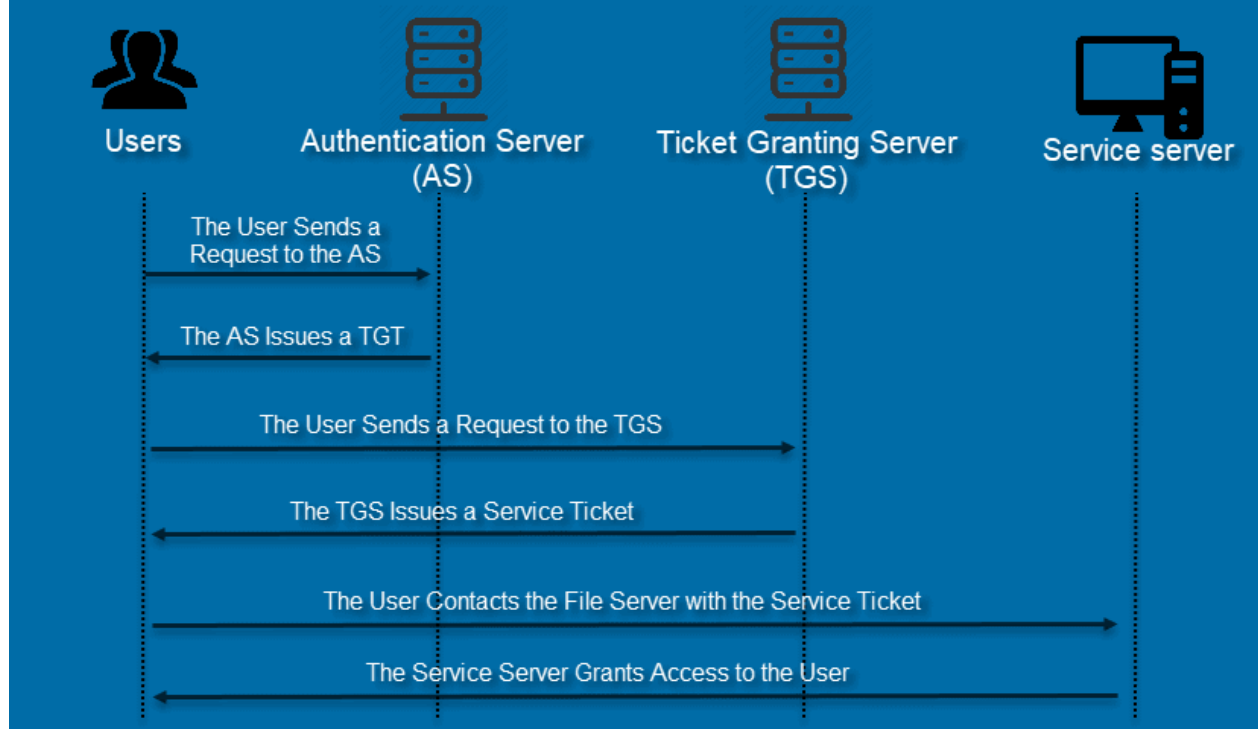 Users
Authentication Server
(AS)
Ticket Granting Server
(TGS)
Service server
The User Sends a
Request to the AS
The AS Issues a TGT
The User Sends a Request to the TGS
The TGS Issues a Service Ticket
The User Contacts the File Server with the Service Ticket
The Service Server Grants Access to the User